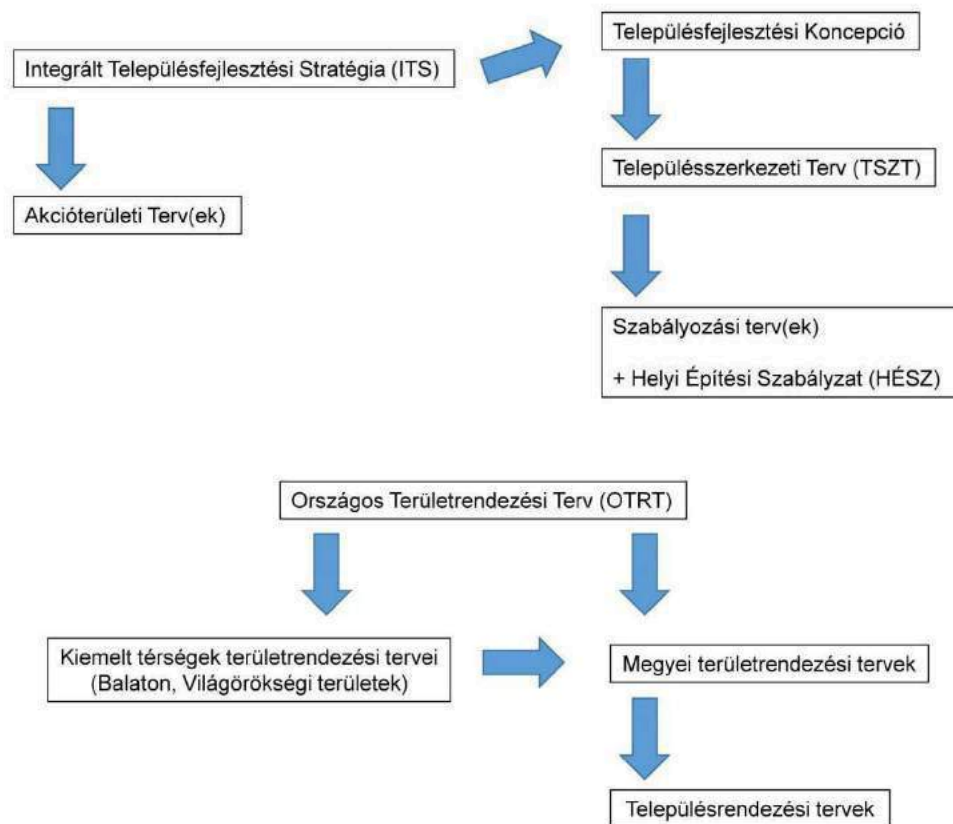 Településfejlesztési Koncepció
Integrált Településfejlesztési Stratégia (ITS)
Településszerkezeti Terv (TSZT)
Akcióterületi Terv(ek)
Szabályozási terv(ek)
+ Helyi Építési Szabályzat (HÉSZ)
Országos Területrendezési Terv (OTRT)
Kiemelt térségek területrendezési tervei
(Balaton, Világörökségi területek)
Megyei területrendezési tervek
Településrendezési tervek